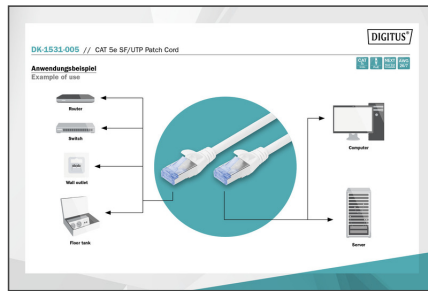 DIGITUS®
DK-1531-005 // CAT 5e SF/UTP Patch Cord
Anwendungsbeispiel
Example of use
Router
Switch
Wall outlet
Floor tank
Computer
Server